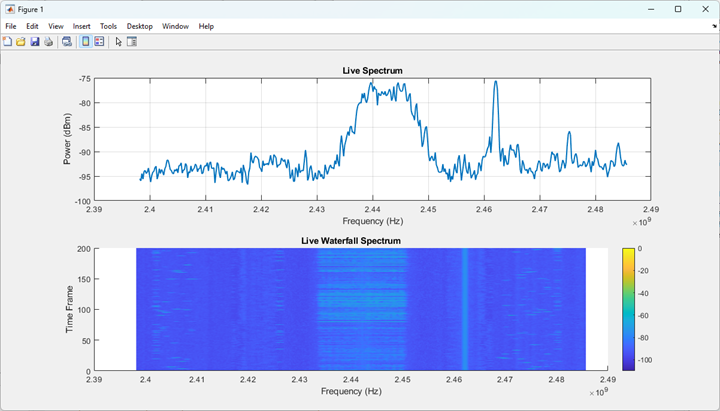 Figure 1
File Edit View Insert Tools Desktop Window Help
Live Spectrum
-75
-80
-85
-90
-95
-100
Power (dBm)
2.39 2.4 2.41 2.42 2.43 2.44 2.45 2.46 2.47 2.48 2.49
Frequency (Hz)
×10^9
Live Waterfall Spectrum
200
150
100
50
0
Time Frame
2.39 2.4 2.41 2.42 2.43 2.44 2.45 2.46 2.47 2.48 2.49
Frequency (Hz)
×10^9
0
-20
-40
-60
-80
-100